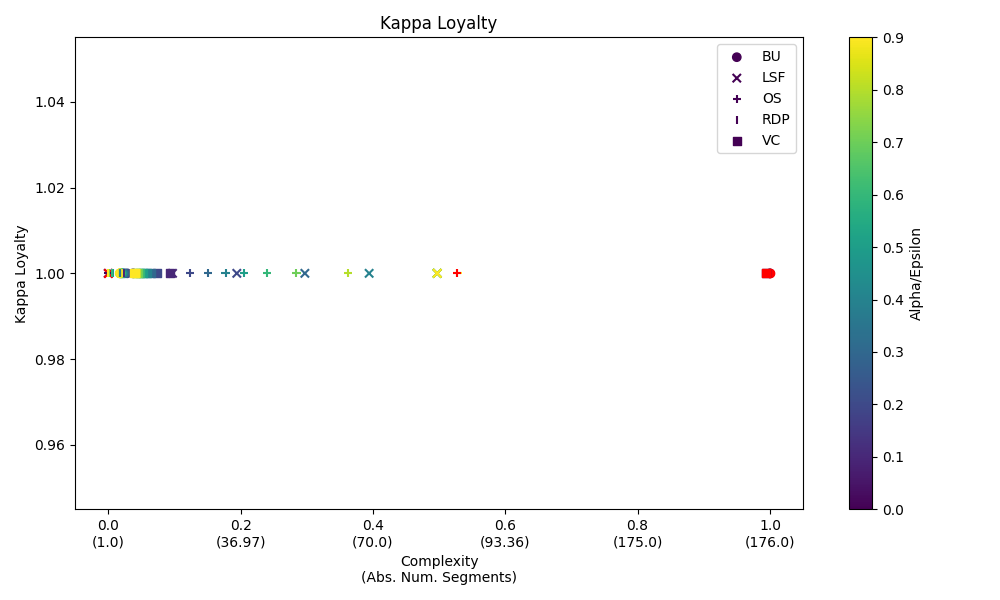 Kappa Loyalty
BU
LSF
OS
RDP
VC
Kappa Loyalty
1.04
1.02
1.00
0.98
0.96
0.0 0.2 0.4 0.6 0.8 1.0
(1.0) (36.97) (70.0) (93.36) (175.0) (176.0)
Complexity
(Abs. Num. Segments)
0.9
0.8
0.7
0.6
0.5
0.4
0.3
0.2
0.1
0.0
Alpha/Epsilon